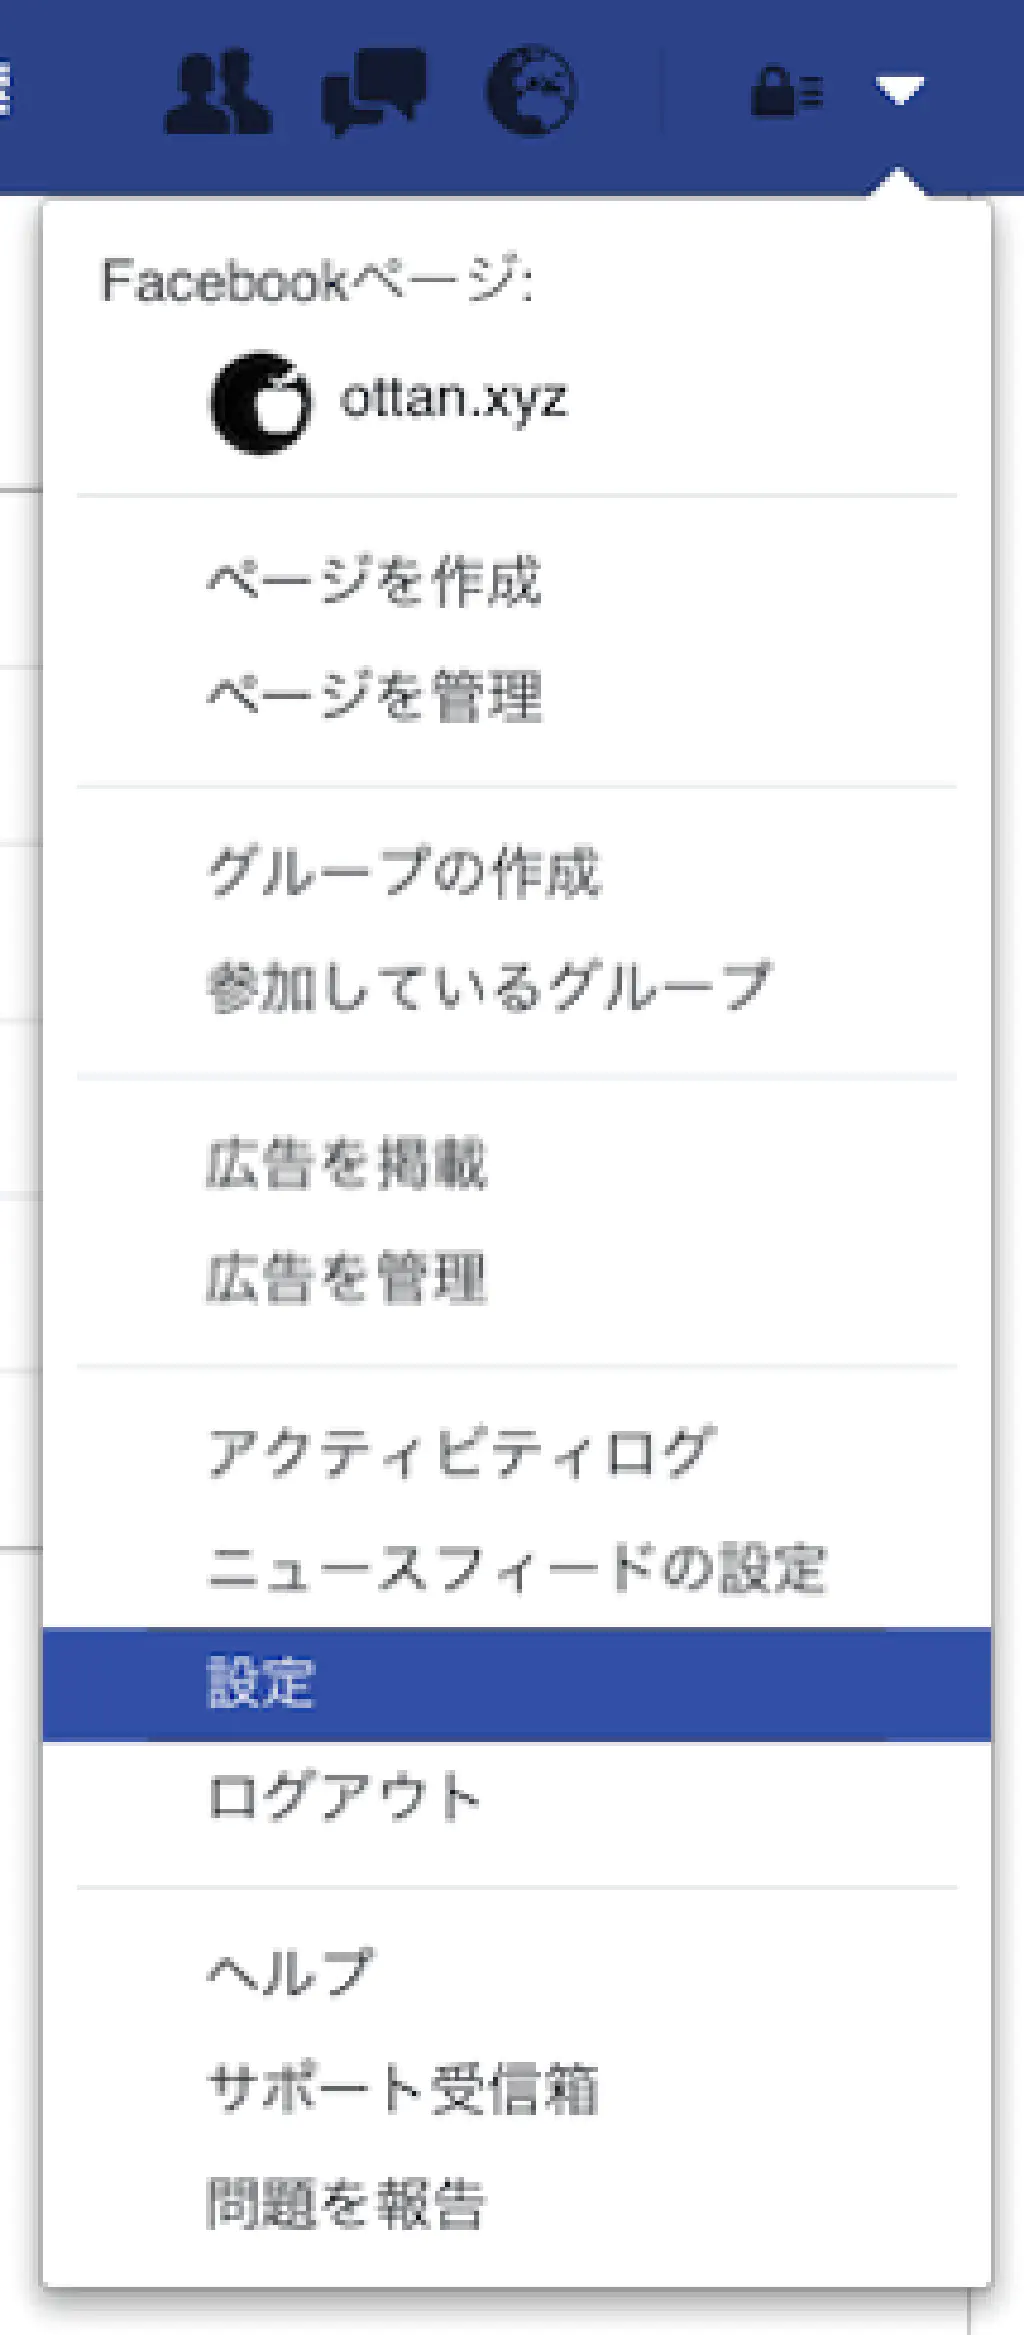 Facebookページ:
ottan.xyz
ページを作成
ページを管理
グループの作成
参加しているグループ
広告を掲載
広告を管理
アクティビティログ
ニュースフィードの設定
設定
ログアウト
ヘルプ
サポート受信箱
問題を報告